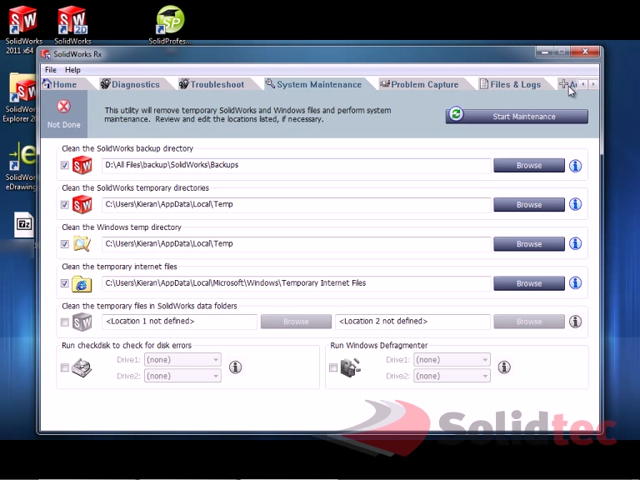 SolidWorks
2011 x64
SolidWorks
SolidProfes...
SolidWorks Rx
File Help
Home Diagnostics Troubleshoot System Maintenance Problem Capture Files & Logs
Not Done
This utility will remove temporary SolidWorks and Windows files and perform system
maintenance. Review and edit the locations listed, if necessary.
Start Maintenance
Clean the SolidWorks backup directory
D:\All Files\backup\SolidWorks\Backups
Browse
Clean the SolidWorks temporary directories
C:\Users\Kieran\AppData\Local\Temp
Browse
Clean the Windows temp directory
C:\Users\Kieran\AppData\Local\Temp
Browse
Clean the temporary internet files
C:\Users\Kieran\AppData\Local\Microsoft\Windows\Temporary Internet Files
Browse
Clean the temporary files in SolidWorks data folders
<Location 1 not defined> Browse <Location 2 not defined> Browse
Run checkdisk to check for disk errors
Drive1: (none)
Drive2: (none)
Run Windows Defragmenter
Drive1: (none)
Drive2: (none)
Solidtec